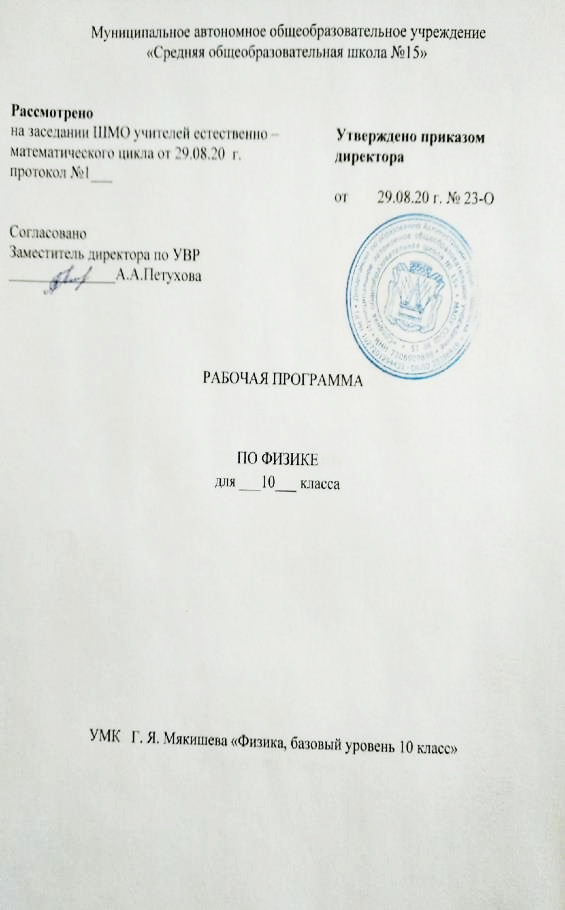 Муниципальное автономное общеобразовательное учреждение
«Средняя общеобразовательная школа №15»
Рассмотрено
на заседании ШМО учителей естественно –
математического цикла от 29.08.20 г.
протокол №1___
Утверждено приказом
директора
от 29.08.20 г. № 23-О
Согласовано
Заместитель директора по УВР
______________А.А.Петухова
РАБОЧАЯ ПРОГРАММА
ПО ФИЗИКЕ
для ___10___ класса
УМК Г. Я. Мякишева «Физика, базовый уровень 10 класс»